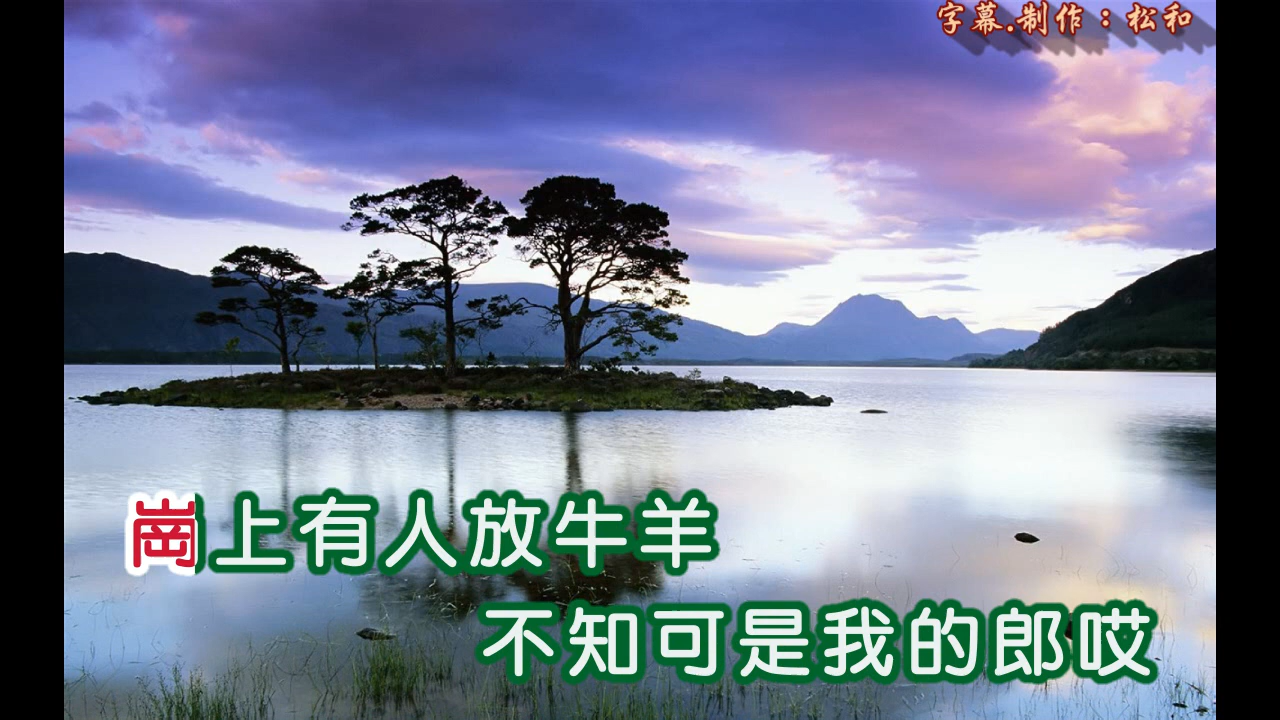 字幕.制作：松和
崗上有人放牛羊
不知可是我的郎哎